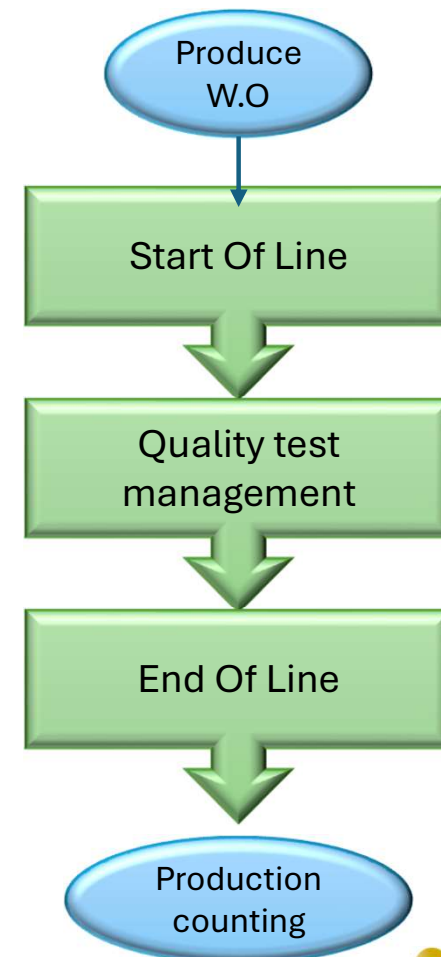 Produce
W.O
Start Of Line
Quality test
management
End Of Line
Production
counting